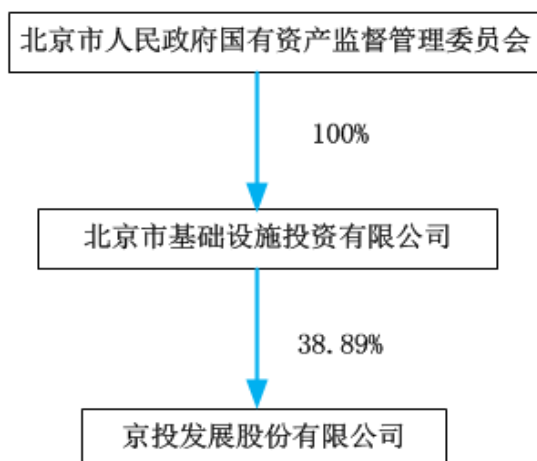 北京市人民政府国有资产监督管理委员会
100%
北京市基础设施投资有限公司
38.89%
京投发展股份有限公司